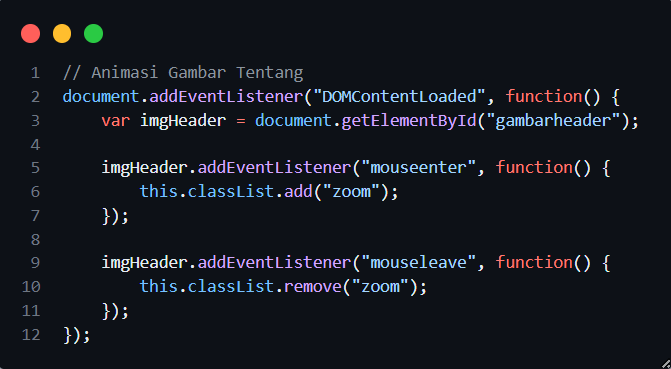 1 // Animasi Gambar Tentang
2 document.addEventListener("DOMContentLoaded", function() {
3     var imgHeader = document.getElementById("gambarheader");
4
5     imgHeader.addEventListener("mouseenter", function() {
6         this.classList.add("zoom");
7     });
8
9     imgHeader.addEventListener("mouseleave", function() {
10         this.classList.remove("zoom");
11     });
12 });